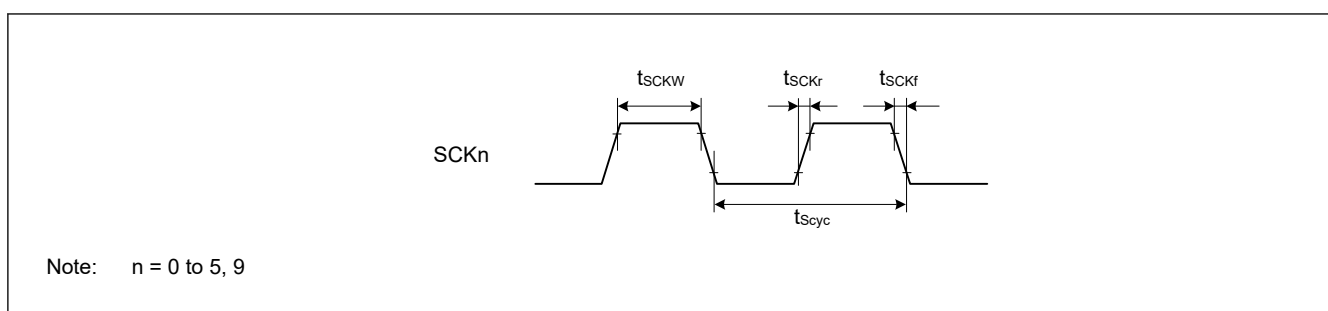 tSCKW tSCKr tSCKf
SCKn
tScyc
Note: n = 0 to 5, 9